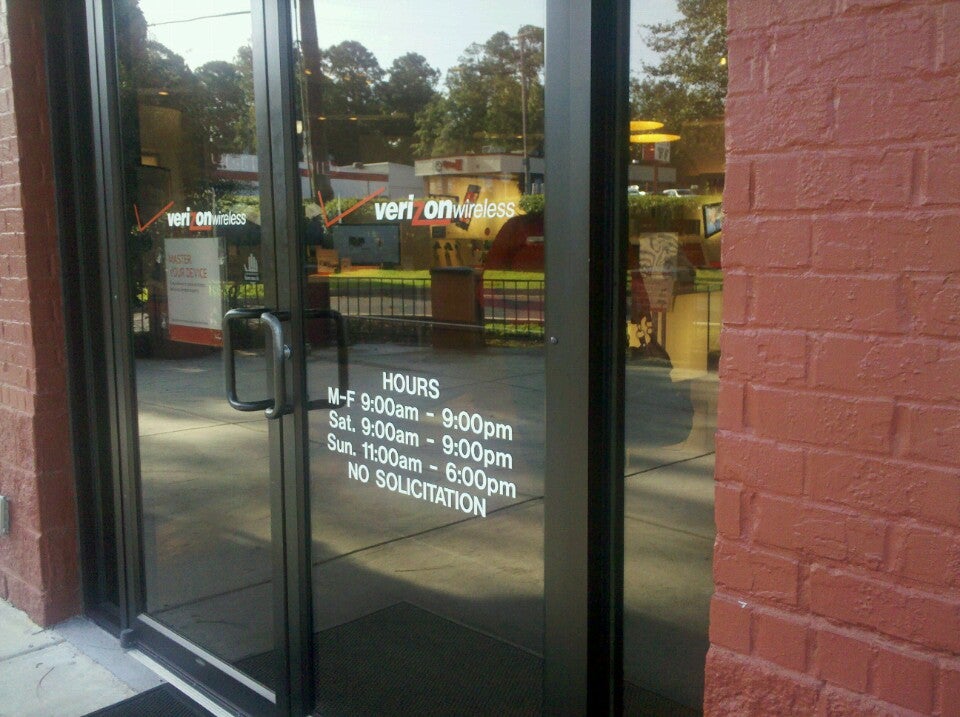 verizonwireless
verizonwireless
MASTER
YOUR DEVICE
HOURS
M-F 9:00am - 9:00pm
Sat. 9:00am - 9:00pm
Sun. 11:00am - 6:00pm
NO SOLICITATION